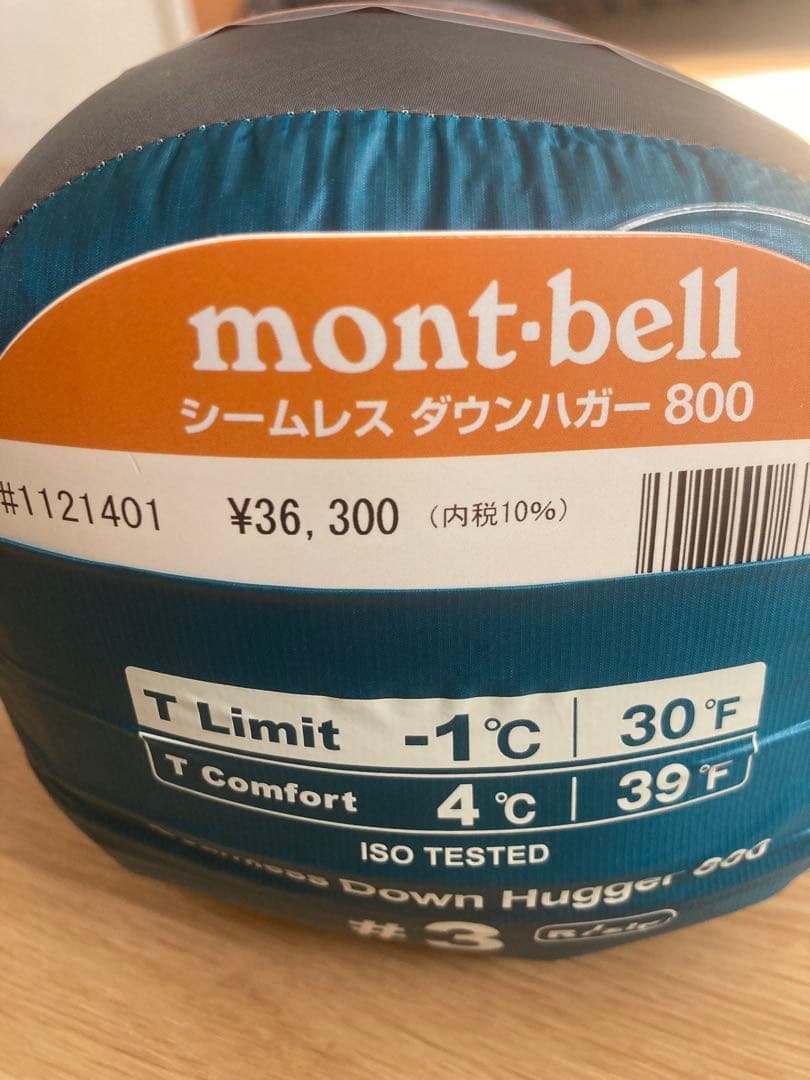 mont-bell
シームレス ダウンハガー 800
#1121401 ¥36,300 (内税10%)
T Limit -1℃ | 30℉
T Comfort 4℃ | 39℉
ISO TESTED
Down Hugger 800
#3